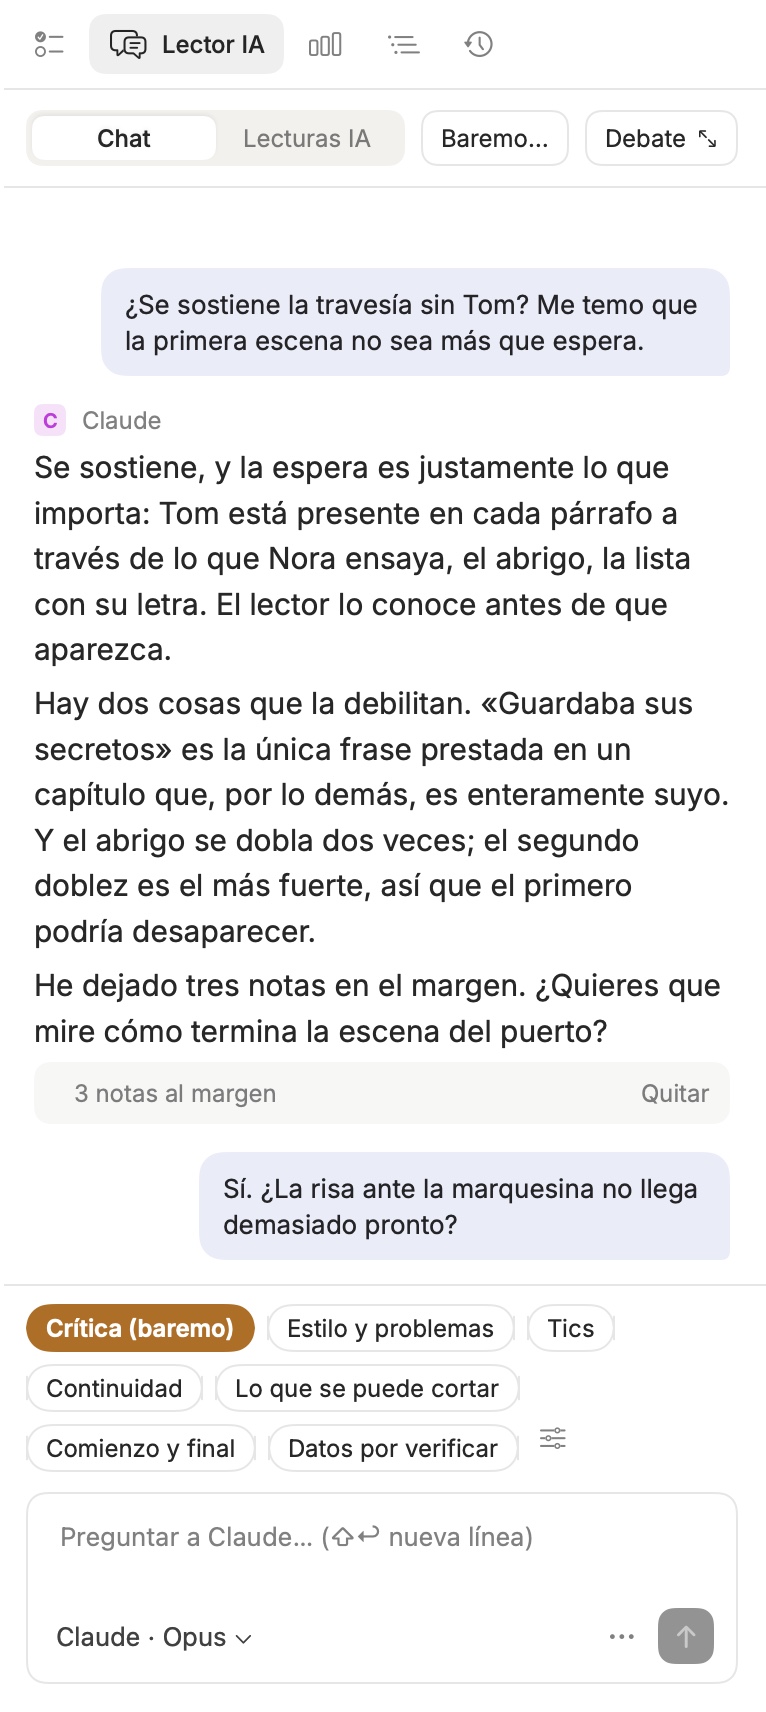 Lector IA
Chat
Lecturas IA
Baremo...
Debate
¿Se sostiene la travesía sin Tom? Me temo que
la primera escena no sea más que espera.
C Claude
Se sostiene, y la espera es justamente lo que
importa: Tom está presente en cada párrafo a
través de lo que Nora ensaya, el abrigo, la lista
con su letra. El lector lo conoce antes de que
aparezca.
Hay dos cosas que la debilitan. «Guardaba sus
secretos» es la única frase prestada en un
capítulo que, por lo demás, es enteramente suyo.
Y el abrigo se dobla dos veces; el segundo
doblez es el más fuerte, así que el primero
podría desaparecer.
He dejado tres notas en el margen. ¿Quieres que
mire cómo termina la escena del puerto?
3 notas al margen
Quitar
Sí. ¿La risa ante la marquesina no llega
demasiado pronto?
Crítica (baremo)
Estilo y problemas
Tics
Continuidad
Lo que se puede cortar
Comienzo y final
Datos por verificar
Preguntar a Claude... (⇧↩ nueva línea)
Claude · Opus